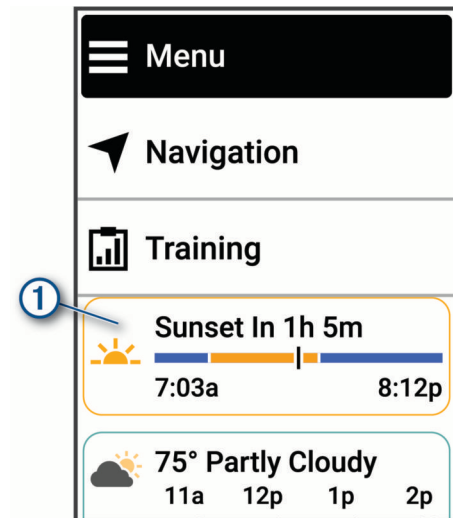 Menu
Navigation
Training
1
Sunset In 1h 5m
7:03a 8:12p
75° Partly Cloudy
11a 12p 1p 2p